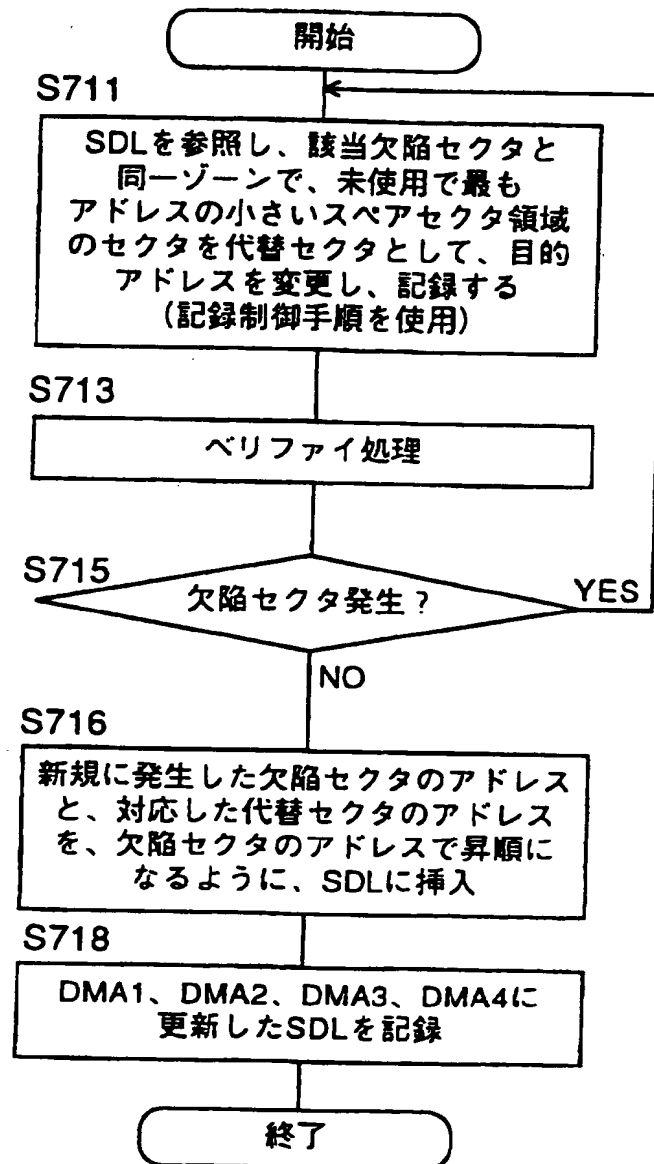 開始
S711
SDLを参照し、該当欠陥セクタと
同一ゾーンで、未使用で最も
アドレスの小さいスペアセクタ領域
のセクタを代替セクタとして、目的
アドレスを変更し、記録する
(記録制御手順を使用)
S713
ベリファイ処理
S715
欠陥セクタ発生?
YES
NO
S716
新規に発生した欠陥セクタのアドレス
と、対応した代替セクタのアドレス
を、欠陥セクタのアドレスで昇順に
なるように、SDLに挿入
S718
DMA1、DMA2、DMA3、DMA4に
更新したSDLを記録
終了